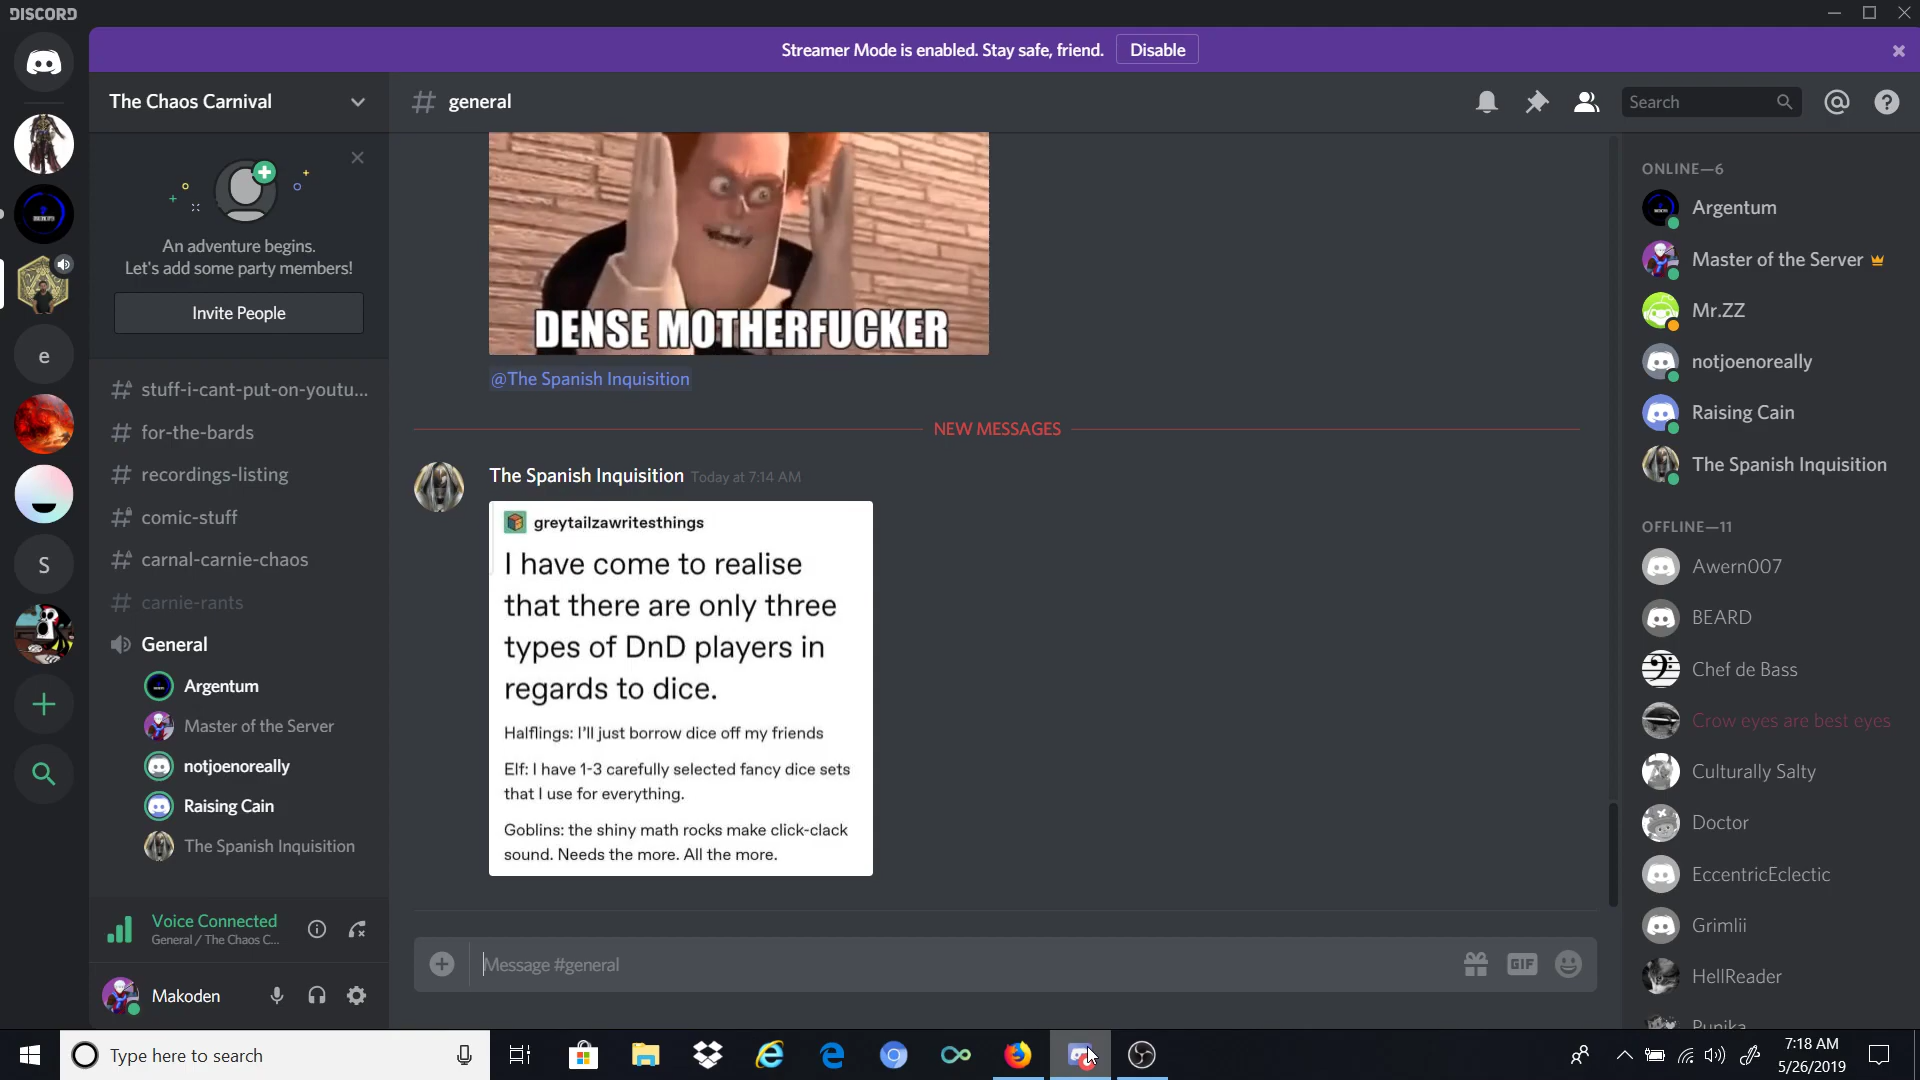 DISCORD
Streamer Mode is enabled. Stay safe, friend.
Disable
The Chaos Carnival
An adventure begins.
Let's add some party members!
Invite People
e
S
stuff-i-cant-put-on-youtu...
for-the-bards
recordings-listing
comic-stuff
carnal-carnie-chaos
carnie-rants
General
Argentum
Master of the Server
notjoenoreally
Raising Cain
The Spanish Inquisition
Voice Connected
General / The Chaos C...
Makoden
# general
Search
DENSE MOTHERFUCKER
@The Spanish Inquisition
NEW MESSAGES
The Spanish Inquisition Today at 7:14 AM
greytailzawritesthings
I have come to realise
that there are only three
types of DnD players in
regards to dice.
Halflings: I'll just borrow dice off my friends
Elf: I have 1-3 carefully selected fancy dice sets
that I use for everything.
Goblins: the shiny math rocks make click-clack
sound. Needs the more. All the more.
Message #general
GIF
ONLINE—6
Argentum
Master of the Server
Mr.ZZ
notjoenoreally
Raising Cain
The Spanish Inquisition
OFFLINE—11
Awern007
BEARD
Chef de Bass
Crow eyes are best eyes
Culturally Salty
Doctor
EccentricEclectic
Grimlii
HellReader
Punika
Type here to search
7:18 AM
5/26/2019